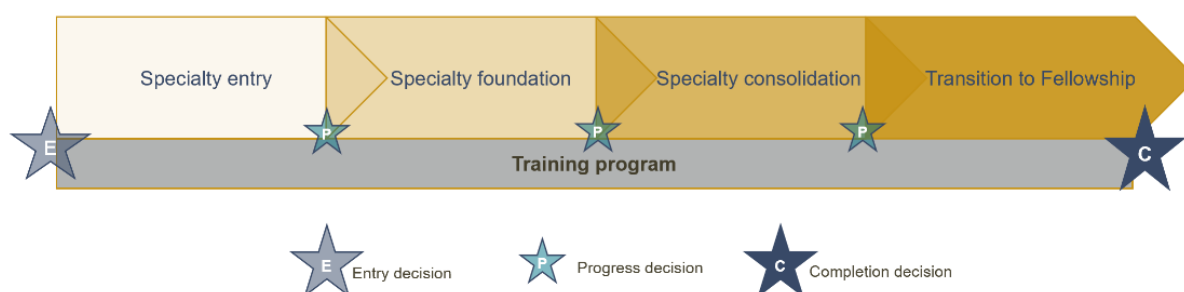 Specialty entry
Specialty foundation
Specialty consolidation
Transition to Fellowship
P
P
P
E
C
Training program
E
Entry decision
P
Progress decision
C
Completion decision